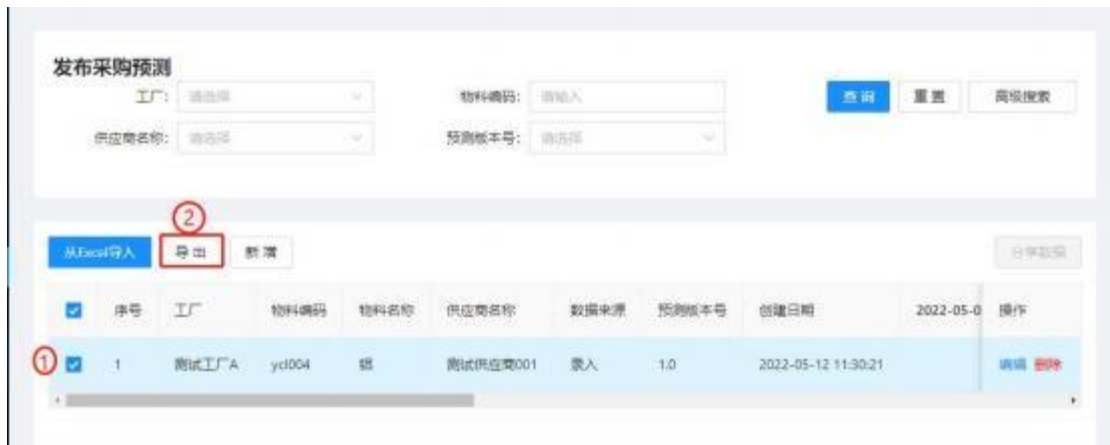 发布采购预测
工厂: 请选择 物料编码: 请输入 查询 重置 高级搜索
供应商名称: 请选择 预测版本号: 请选择
②
从Excel导入 导出 新增 分享数据
序号 工厂 物料编码 物料名称 供应商名称 数据来源 预测版本号 创建日期 2022-05-0 操作
① 1 测试工厂A ycl004 铝 测试供应商001 录入 1.0 2022-05-12 11:30:21 编辑 删除